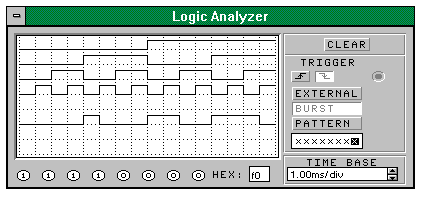 Logic Analyzer
CLEAR
TRIGGER
EXTERNAL
BURST
PATTERN
xxxxxxxx
TIME BASE
1.00ms/div
1 1 1 1 0 0 0 0 HEX: f0